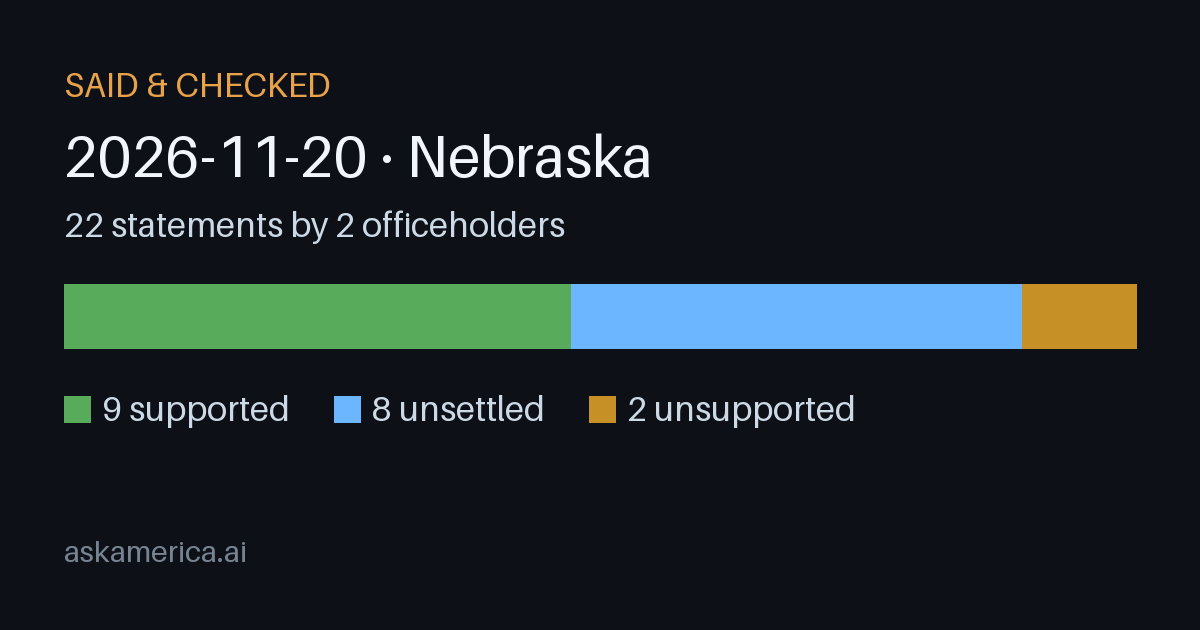 SAID & CHECKED
2026-11-20 · Nebraska
22 statements by 2 officeholders
9 supported 8 unsettled 2 unsupported
askamerica.ai